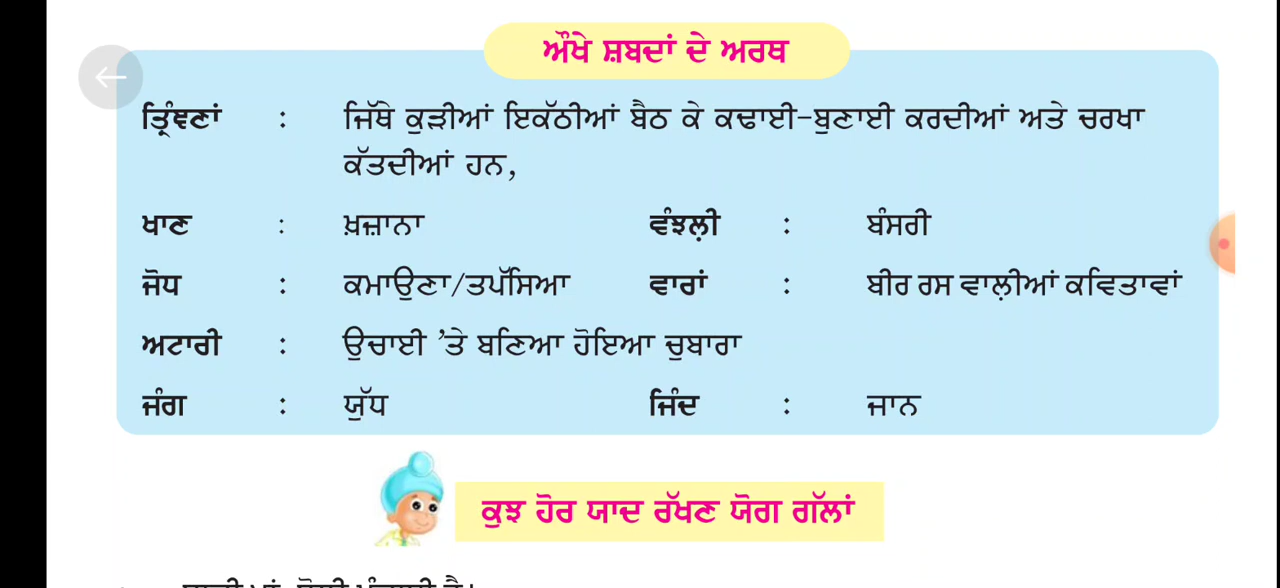 ਔਖੇ ਸ਼ਬਦਾਂ ਦੇ ਅਰਥ
ਤ੍ਰਿੰਞਣਾਂ : ਜਿੱਥੇ ਕੁੜੀਆਂ ਇਕੱਠੀਆਂ ਬੈਠ ਕੇ ਕਢਾਈ-ਬੁਣਾਈ ਕਰਦੀਆਂ ਅਤੇ ਚਰਖਾ
ਕੱਤਦੀਆਂ ਹਨ,
ਖਾਣ : ਖ਼ਜ਼ਾਨਾ ਵੰਝਲ਼ੀ : ਬੰਸਰੀ
ਜੋਧ : ਕਮਾਉਣਾ/ਤਪੱਸਿਆ ਵਾਰਾਂ : ਬੀਰ ਰਸ ਵਾਲ਼ੀਆਂ ਕਵਿਤਾਵਾਂ
ਅਟਾਰੀ : ਉਚਾਈ ’ਤੇ ਬਣਿਆ ਹੋਇਆ ਚੁਬਾਰਾ
ਜੰਗ : ਯੁੱਧ ਜਿੰਦ : ਜਾਨ
ਕੁਝ ਹੋਰ ਯਾਦ ਰੱਖਣ ਯੋਗ ਗੱਲਾਂ